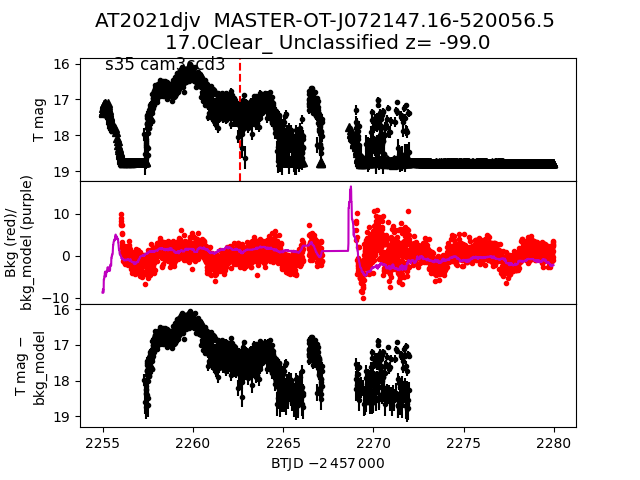 AT2021djv  MASTER-OT-J072147.16-520056.5
17.0Clear_ Unclassified z= -99.0
s35 cam3ccd3
16
17
18
19
T mag
10
0
−10
Bkg (red)/
bkg_model (purple)
16
17
18
19
T mag −
bkg_model
2255 2260 2265 2270 2275 2280
BTJD −2 457 000